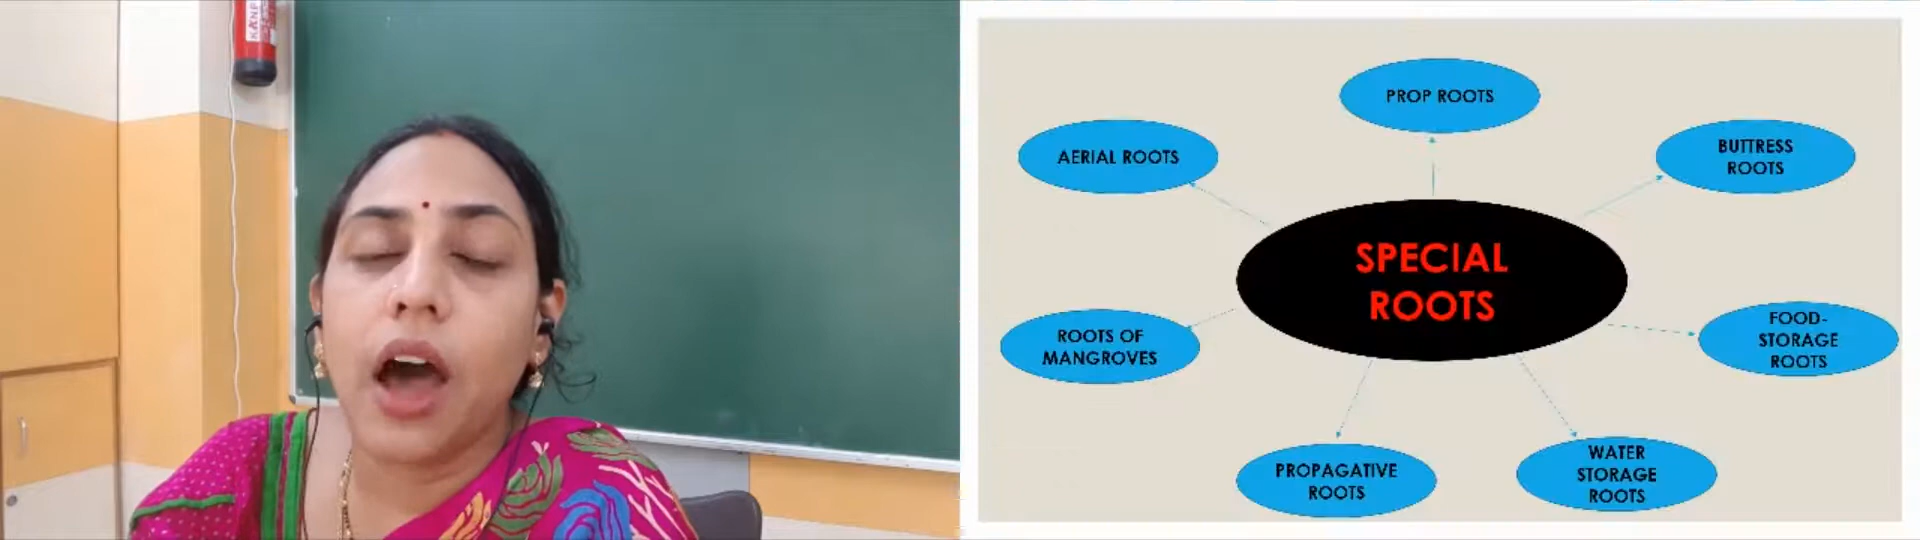 KANE
PROP ROOTS
AERIAL ROOTS
BUTTRESS
ROOTS
SPECIAL
ROOTS
ROOTS OF
MANGROVES
FOOD-
STORAGE
ROOTS
PROPAGATIVE
ROOTS
WATER
STORAGE
ROOTS